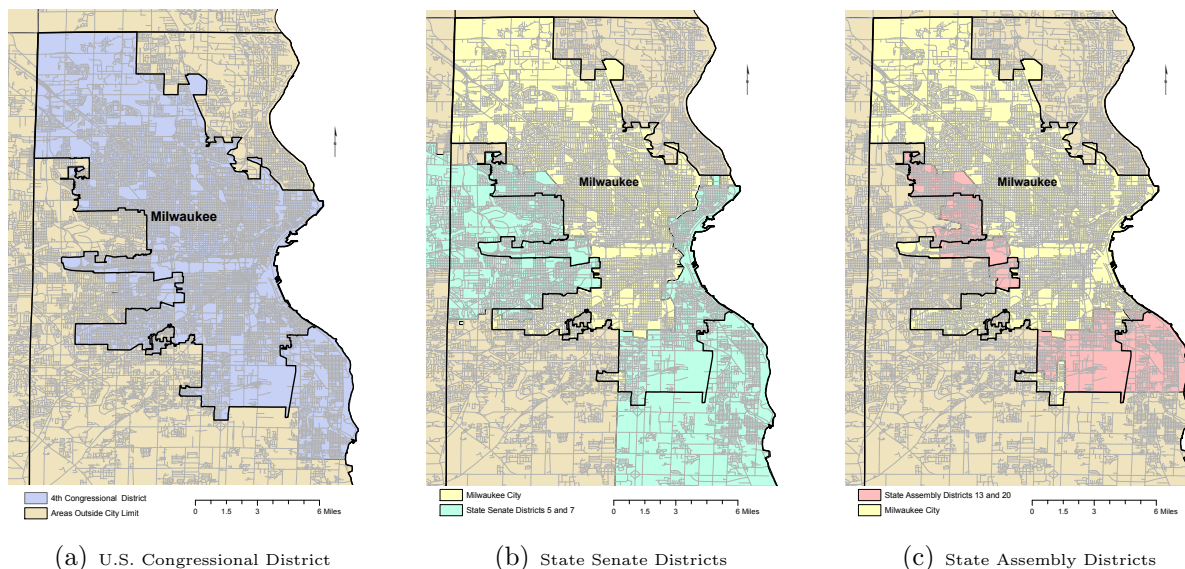 Milwaukee
4th Congressional District
Areas Outside City Limit
0 1.5 3 6 Miles
(a) U.S. Congressional District
Milwaukee
Milwaukee City
State Senate Districts 5 and 7
0 1.5 3 6 Miles
(b) State Senate Districts
Milwaukee
State Assembly Districts 13 and 20
Milwaukee City
0 1.5 3 6 Miles
(c) State Assembly Districts